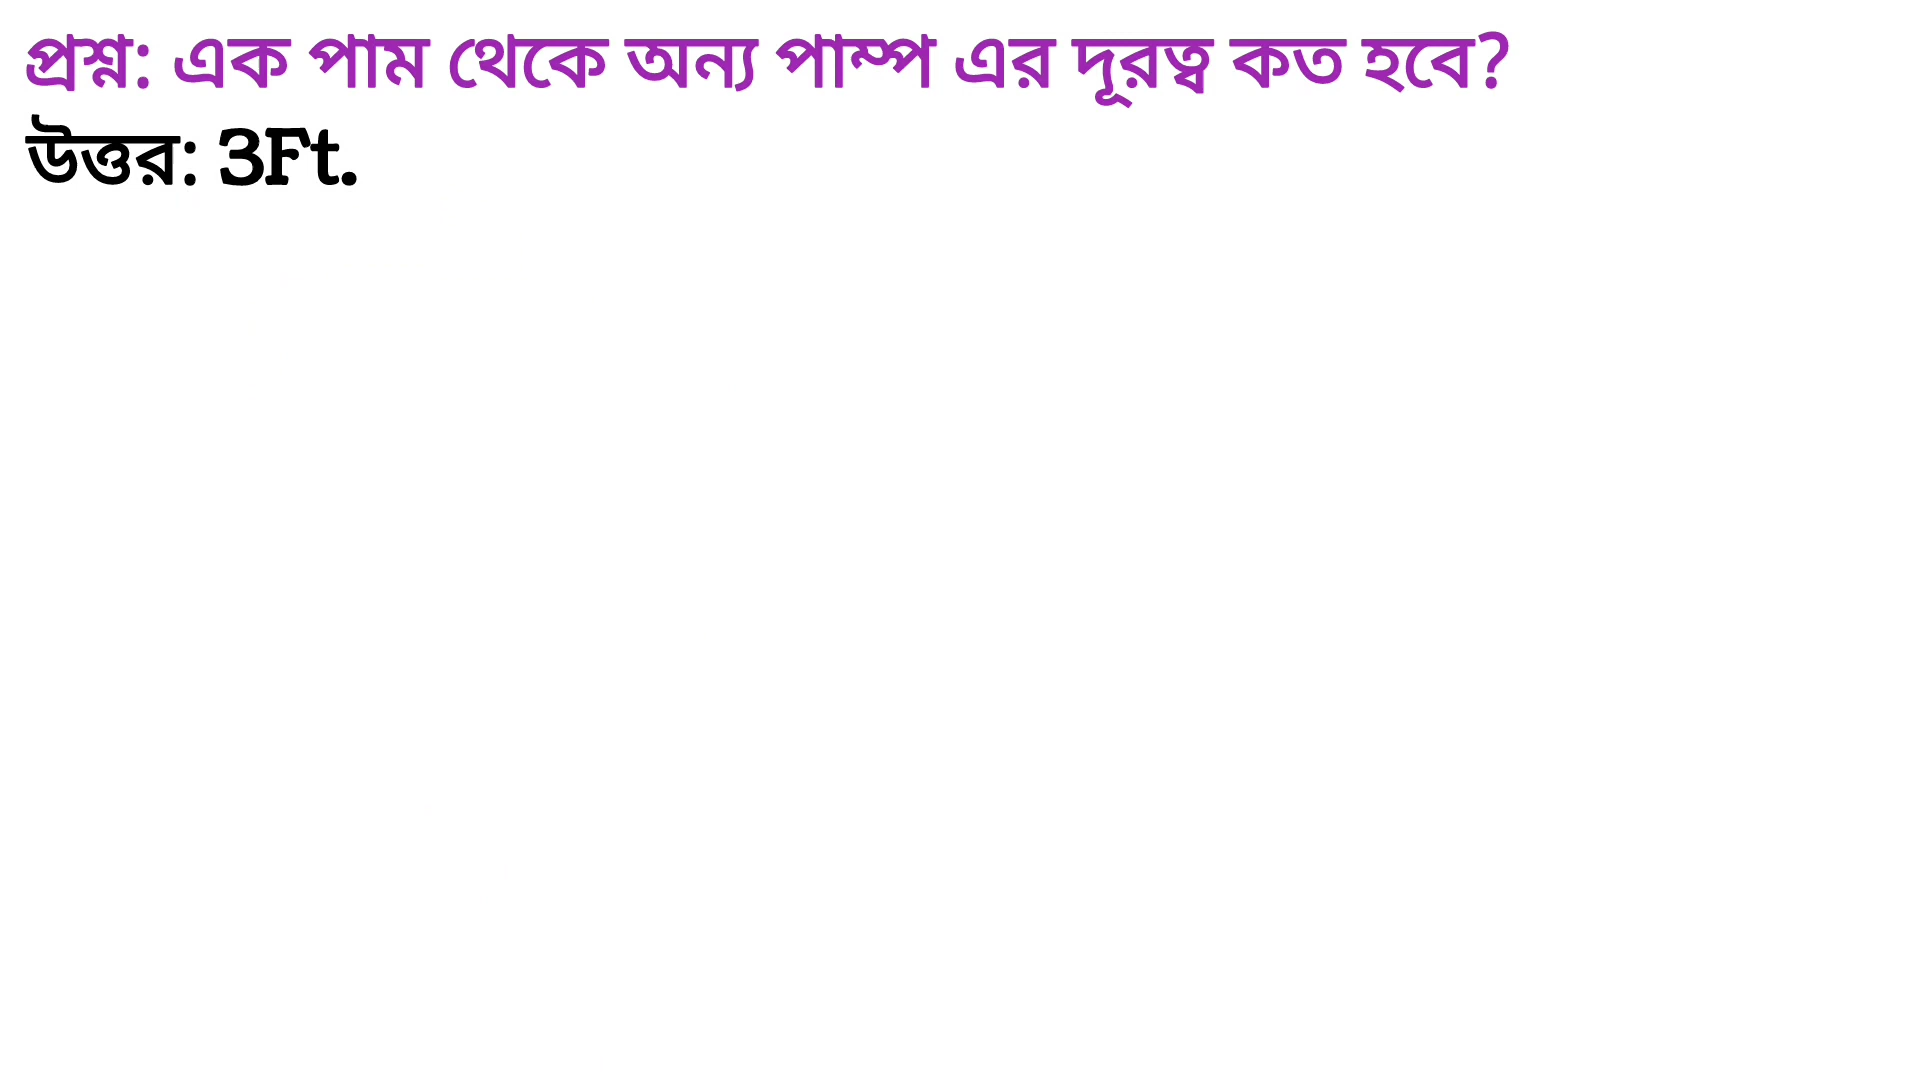 প্রশ্ন: এক পাম থেকে অন্য পাম্প এর দূরত্ব কত হবে?
উত্তর: 3Ft.